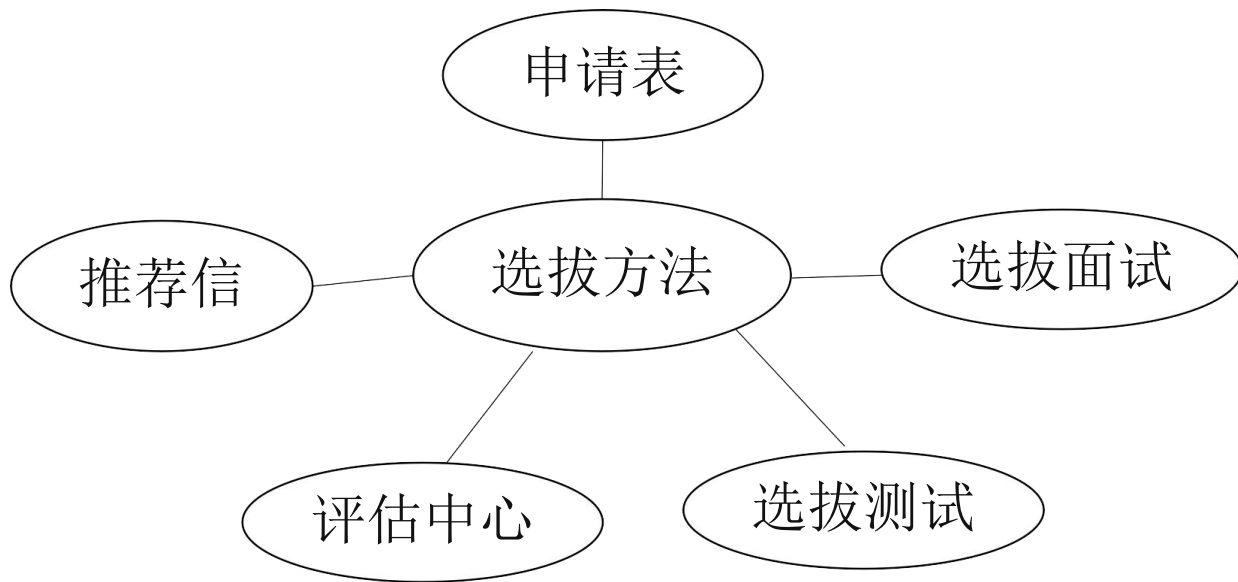 申请表
推荐信
选拔方法
选拔面试
评估中心
选拔测试